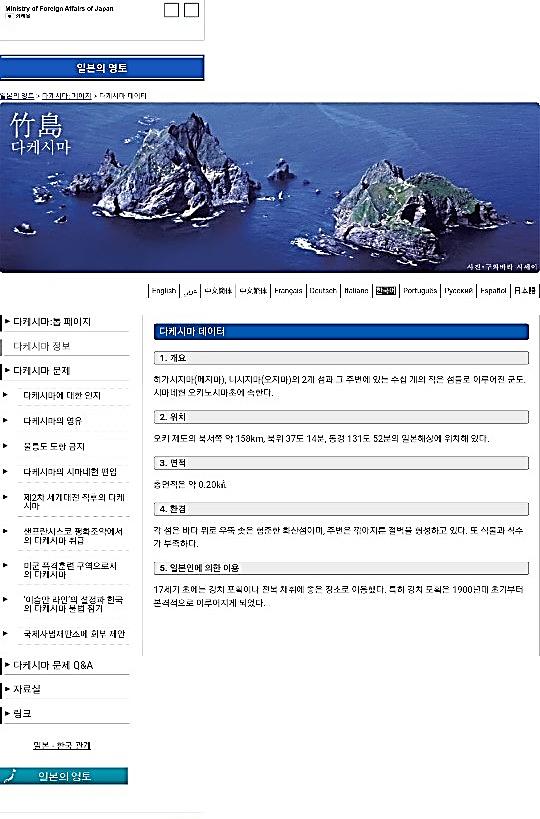 Ministry of Foreign Affairs of Japan
외무성
일본의 영토
일본의 영토 > 다케시마: 톱 페이지 > 다케시마 데이터
竹島
다케시마
사진•구와바라 시세이
English
عربي
中文简体
中文繁体
Français
Deutsch
Italiano
한국어
Português
Русский
Español
日本語
▶ 다케시마:톱 페이지
다케시마 정보
▶ 다케시마 문제
▶ 다케시마에 대한 인지
▶ 다케시마의 영유
▶ 울릉도 도항 금지
▶ 다케시마의 시마네현 편입
▶ 제2차 세계대전 직후의 다케
시마
▶ 샌프란시스코 평화조약에서
의 다케시마 취급
▶ 미군 폭격훈련 구역으로서
의 다케시마
▶ ‘이승만 라인’의 설정과 한국
의 다케시마 불법 점거
▶ 국제사법재판소에 회부 제안
▶ 다케시마 문제 Q&A
▶ 자료실
▶ 링크
일본 - 한국 관계
일본의 영토
다케시마 데이터
1. 개요
히가시지마(메지마), 니시지마(오지마)의 2개 섬과 그 주변에 있는 수십 개의 작은 섬들로 이루어진 군도.
시마네현 오키노시마초에 속한다.
2. 위치
오키 제도의 북서쪽 약 158km, 북위 37도 14분, 동경 131도 52분의 일본해상에 위치해 있다.
3. 면적
총면적은 약 0.20㎢
4. 환경
각 섬은 바다 위로 우뚝 솟은 험준한 화산섬이며, 주변은 깎아지른 절벽을 형성하고 있다. 또 식물과 식수
가 부족하다.
5. 일본인에 의한 이용
17세기 초에는 강치 포획이나 전복 채취에 좋은 장소로 이용했다. 특히 강치 포획은 1900년대 초기부터
본격적으로 이루어지게 되었다.